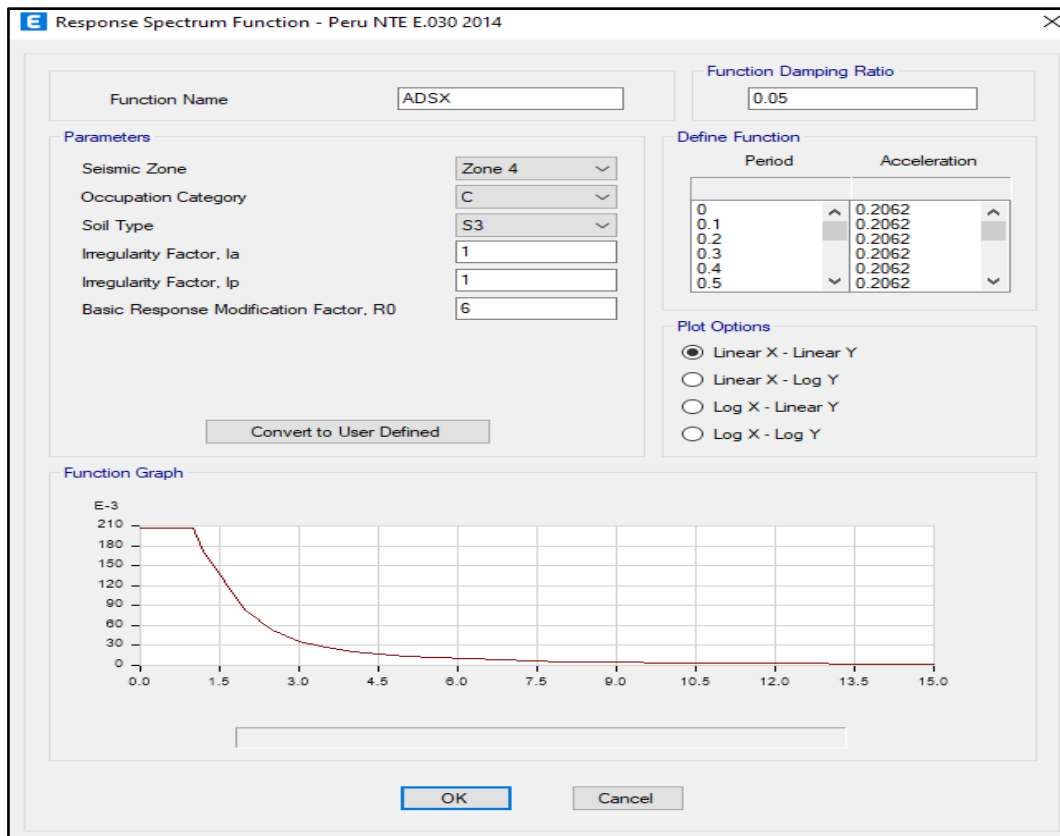 E Response Spectrum Function - Peru NTE E.030 2014
Function Name ADSX
Function Damping Ratio
0.05
Parameters
Seismic Zone Zone 4
Occupation Category C
Soil Type S3
Irregularity Factor, Ia 1
Irregularity Factor, Ip 1
Basic Response Modification Factor, R0 6
Convert to User Defined
Define Function
Period Acceleration
0 0.2062
0.1 0.2062
0.2 0.2062
0.3 0.2062
0.4 0.2062
0.5 0.2062
Plot Options
Linear X - Linear Y
Linear X - Log Y
Log X - Linear Y
Log X - Log Y
Function Graph
E-3
210
180
150
120
90
60
30
0
0.0 1.5 3.0 4.5 6.0 7.5 9.0 10.5 12.0 13.5 15.0
OK Cancel